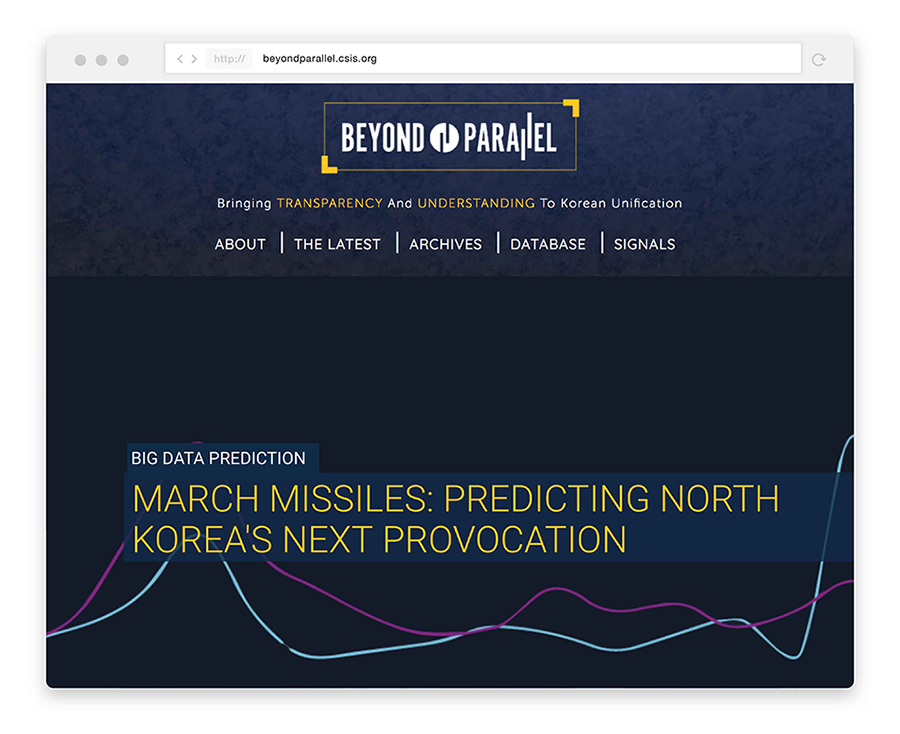 http://
beyondparallel.csis.org
BEYOND PARALLEL
Bringing TRANSPARENCY And UNDERSTANDING To Korean Unification
ABOUT | THE LATEST | ARCHIVES | DATABASE | SIGNALS
BIG DATA PREDICTION
MARCH MISSILES: PREDICTING NORTH
KOREA'S NEXT PROVOCATION